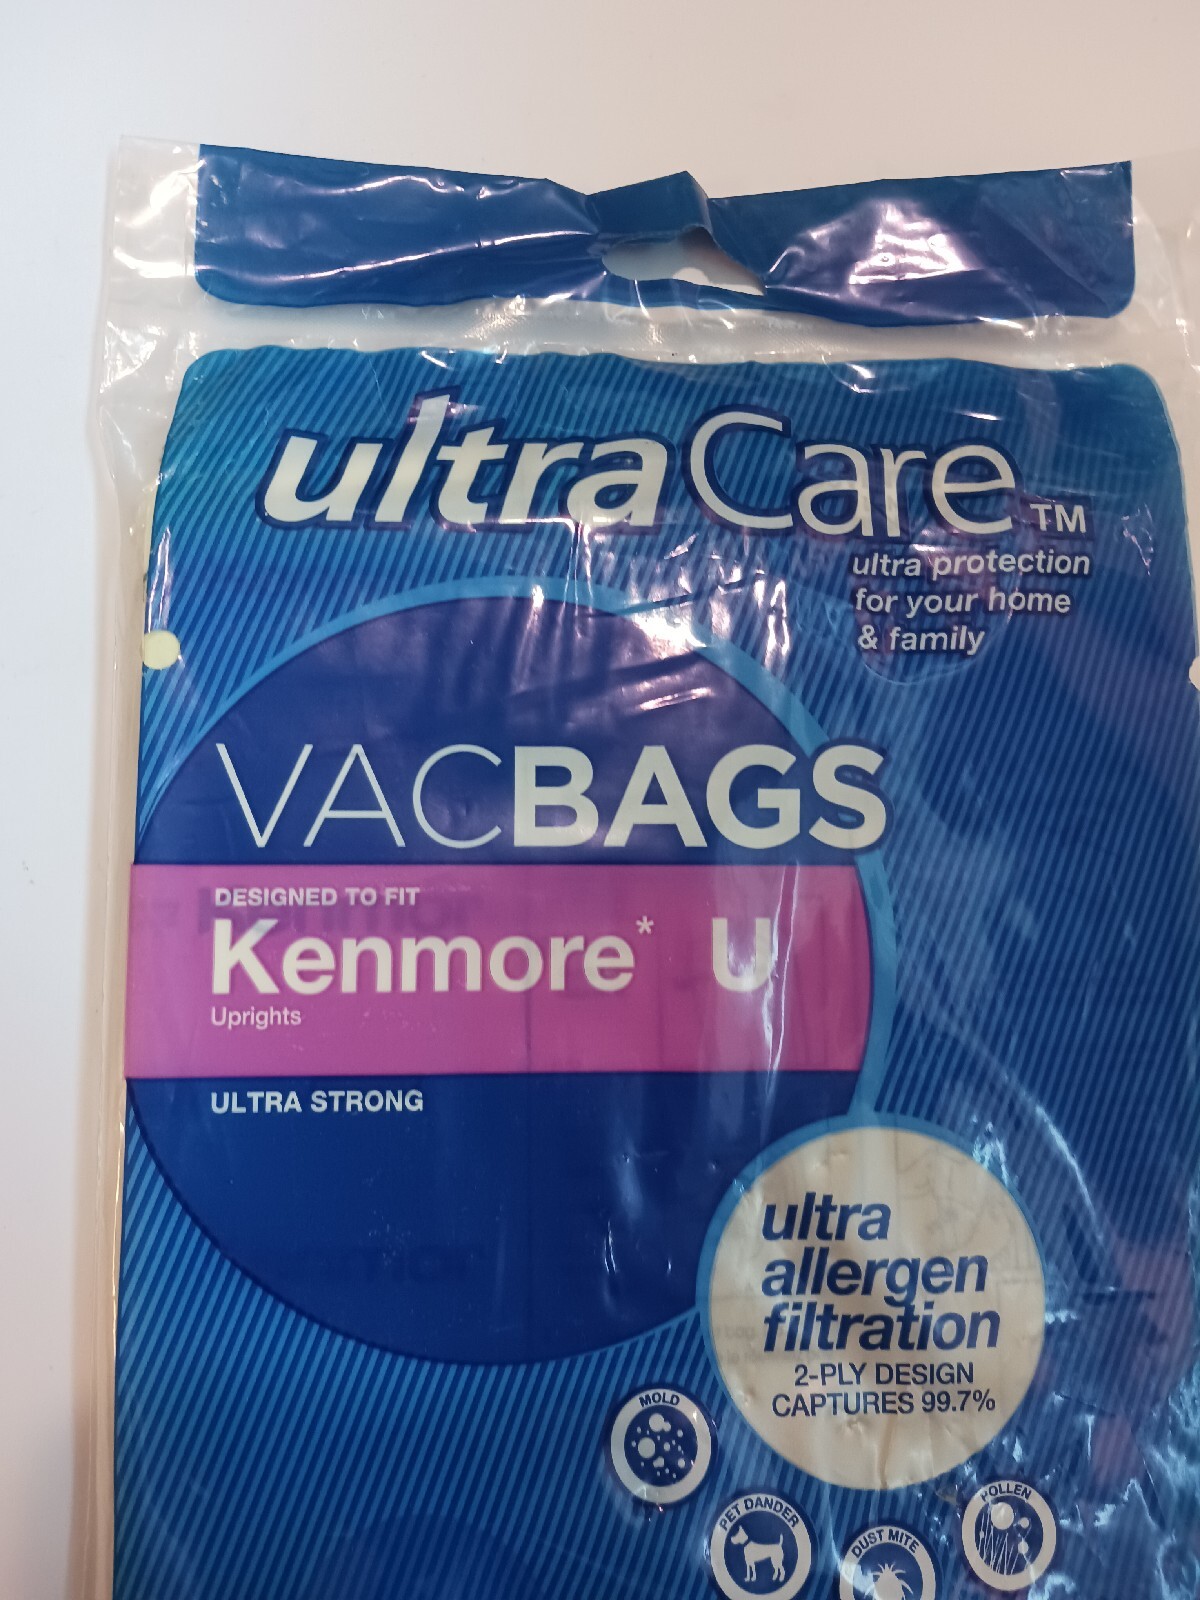 ultraCare™
ultra protection
for your home
& family
VACBAGS
DESIGNED TO FIT
Kenmore* U
Uprights
ULTRA STRONG
ultra
allergen
filtration
2-PLY DESIGN
CAPTURES 99.7%
MOLD
PET DANDER
DUST MITE
POLLEN